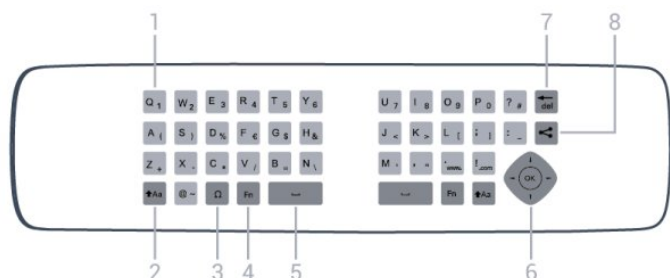 1 7 8
Q 1 W 2 E 3 R 4 T 5 Y 6 U 7 I 8 O 9 P 0 ? # del
A ( S ) D % F € G $ H & J < K > L [ ; ] : _
Z + X - C * V / B « N \ M ' , " . www. ! .com
Aa @ ~ Ω Fn Fn Aa OK
2 3 4 5 6